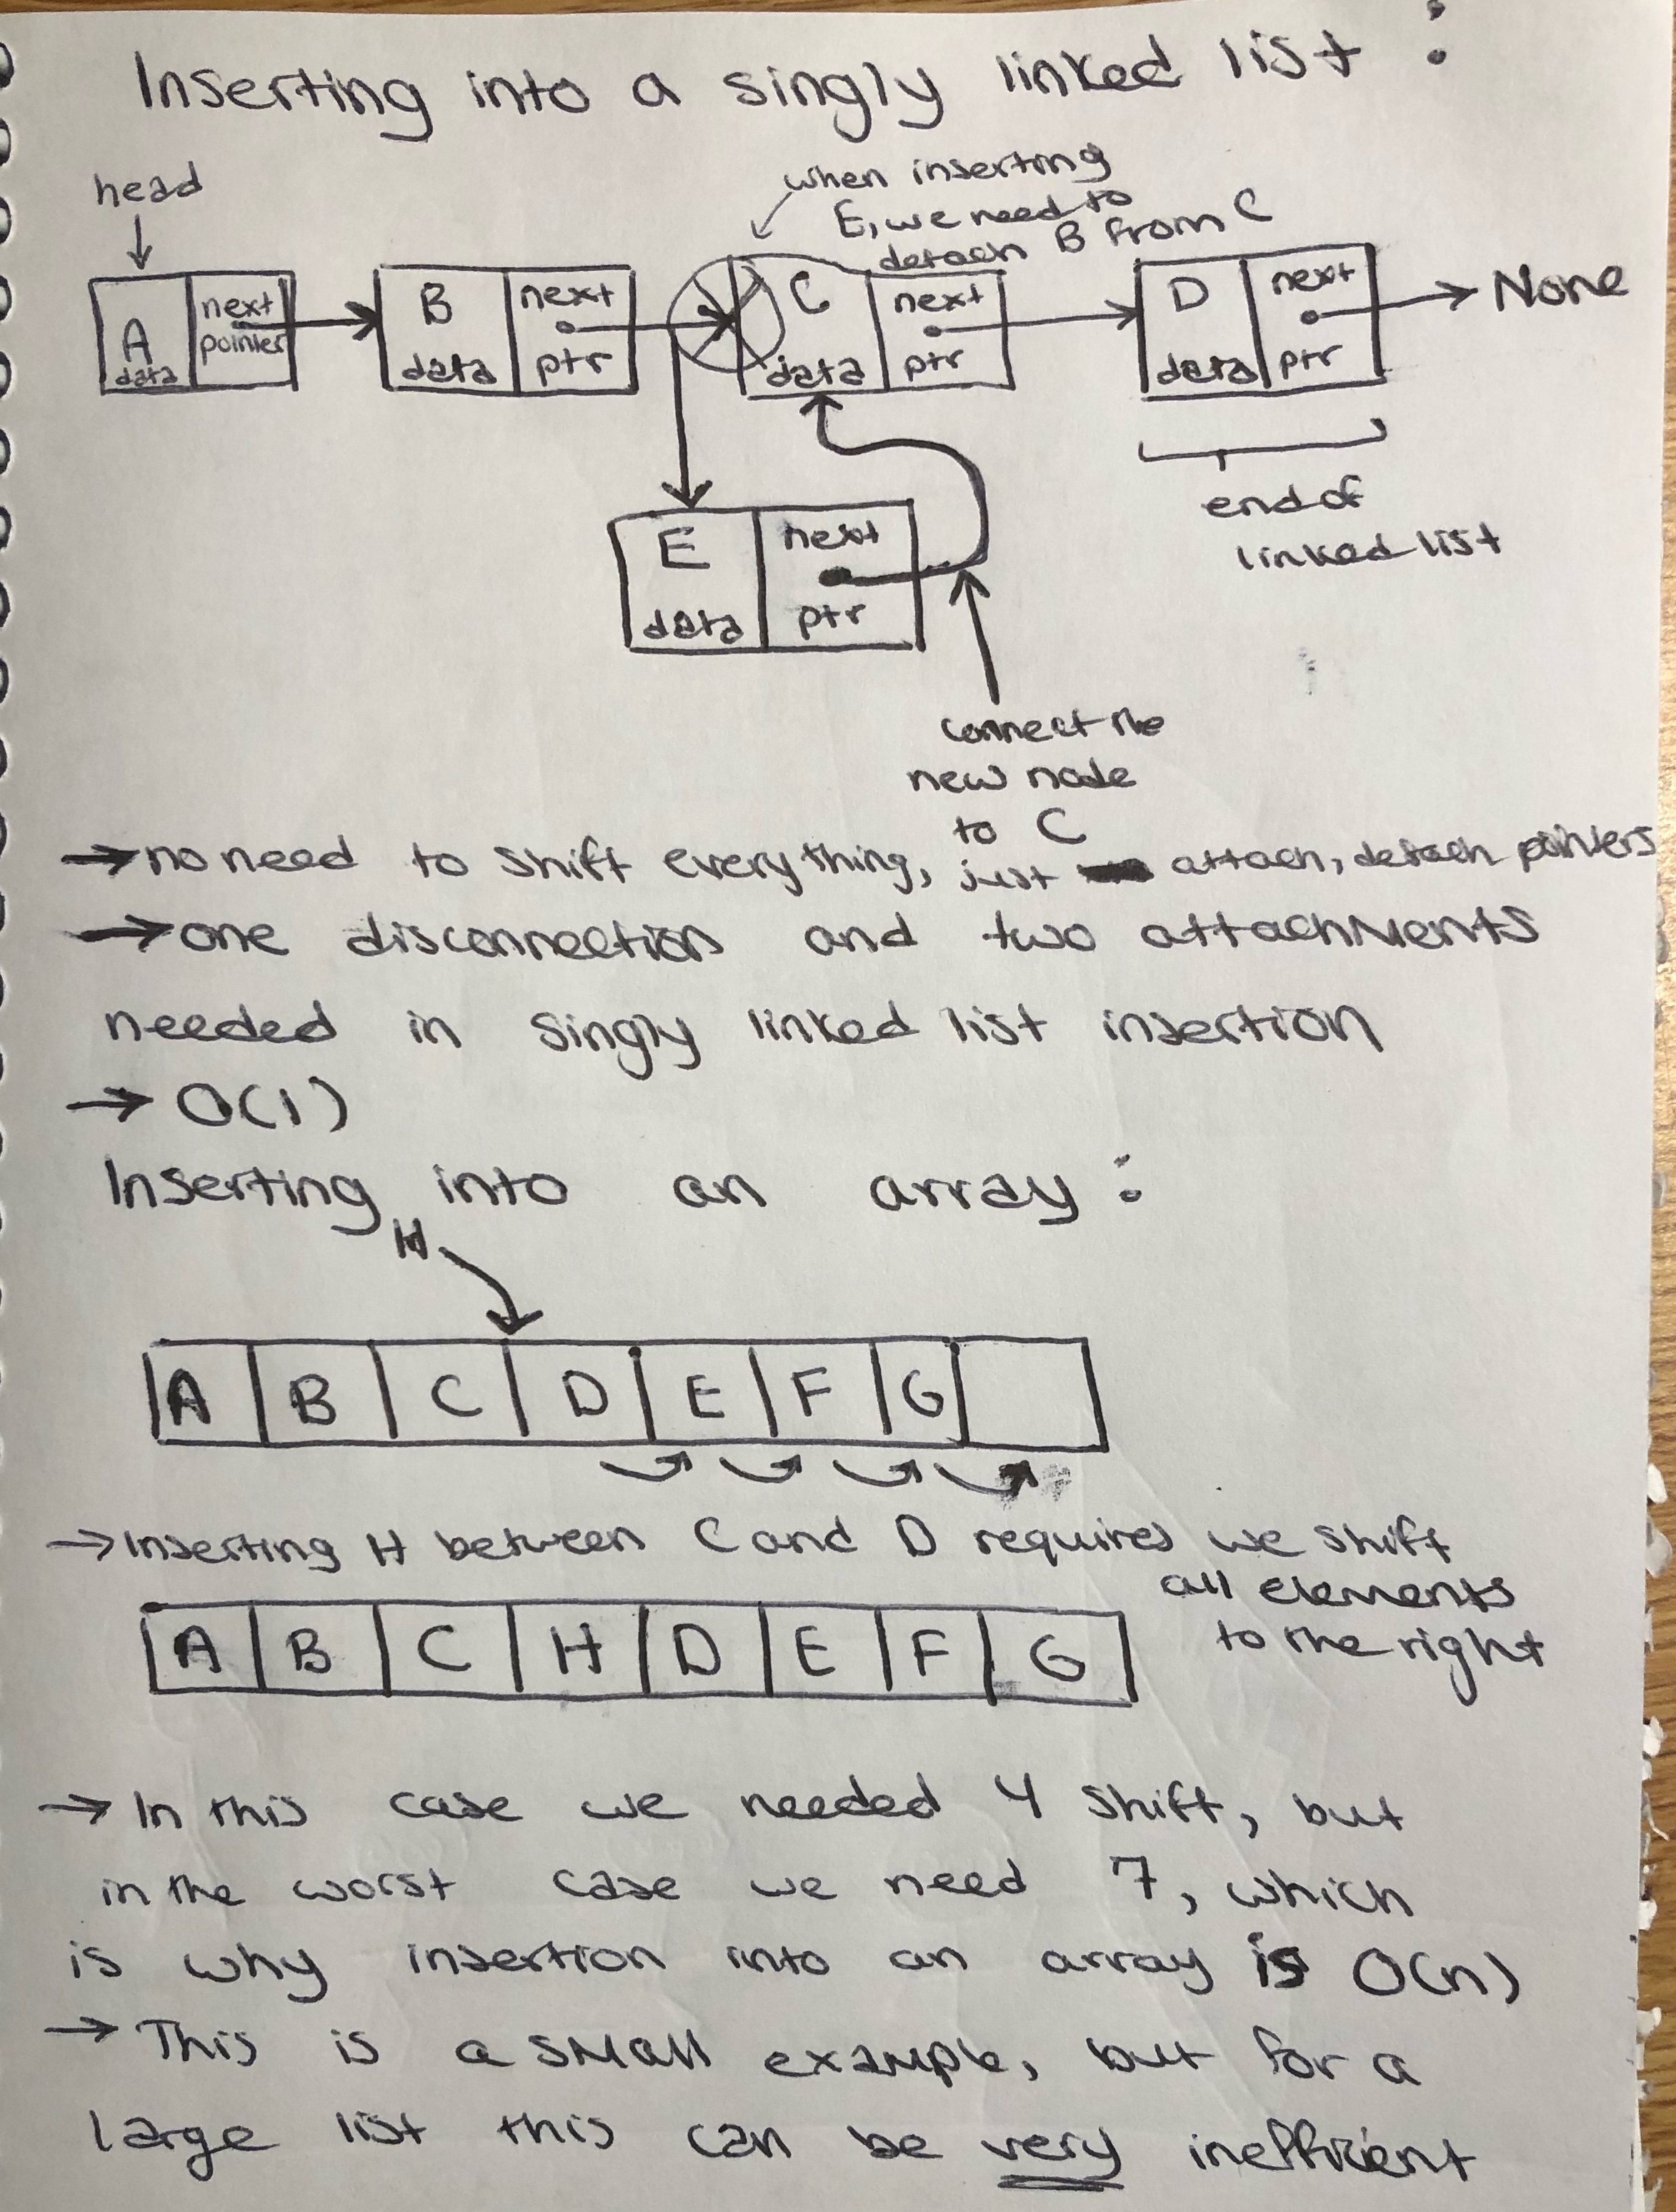 Inserting into a singly linked list :
head
when inserting
E, we need to
detach B from C
A
data
next
pointer
B
data
next
ptr
C
data
next
ptr
D
data
next
ptr
None
E
data
next
ptr
end of
linked list
connect the
new node
to C
→ no need to shift everything, just attach, detach pointers
→ one disconnection and two attachments
needed in singly linked list insertion
→ O(1)
Inserting into an array :
H
A B C D E F G
→ Inserting H between C and D requires we shift
all elements
to the right
A B C H D E F G
→ In this case we needed 4 shift, but
in the worst case we need 7, which
is why insertion into an array is O(n)
→ This is a small example, but for a
large list this can be very inefficient